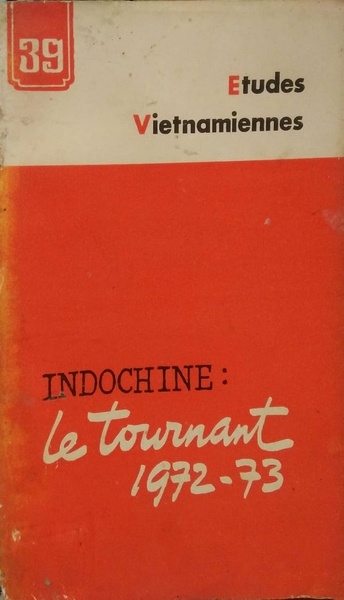 39
Etudes
Vietnamiennes
INDOCHINE:
le tournant
1972-73